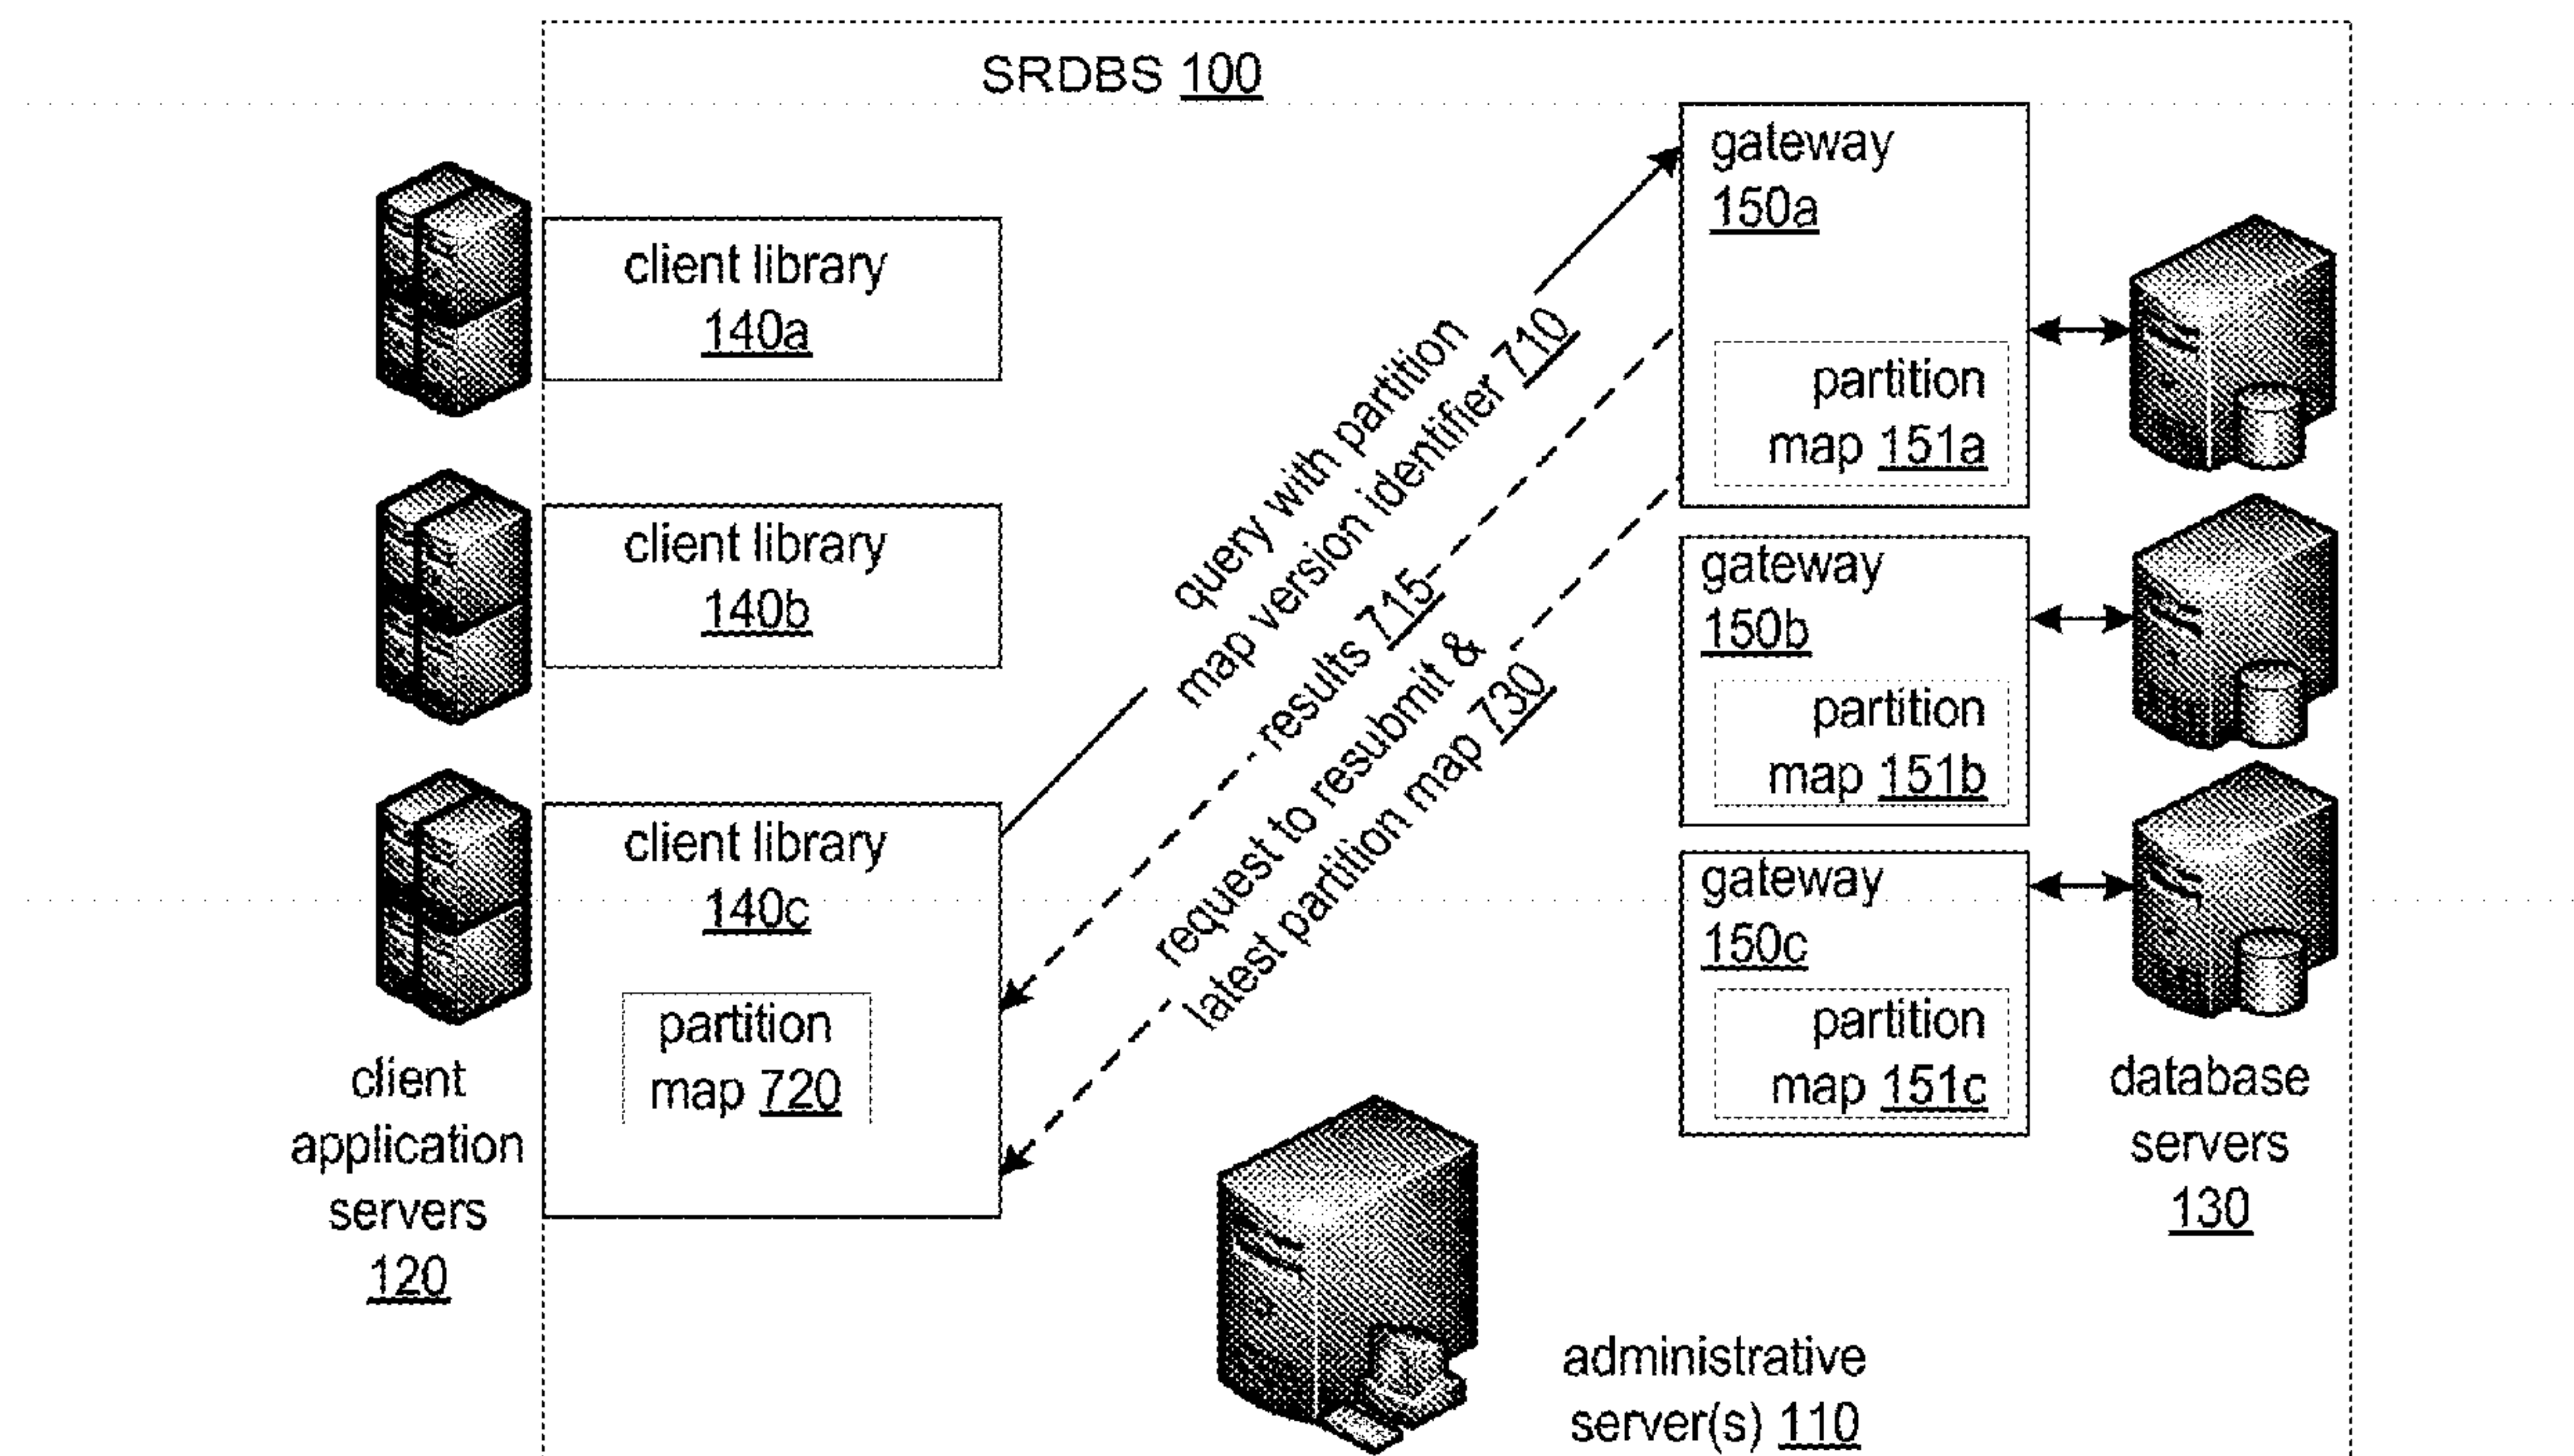 SRDBS 100
client library
140a
client library
140b
client library
140c
partition
map 720
client
application
servers
120
query with partition
map version identifier 710
results 715
request to resubmit &
latest partition map 730
gateway
150a
partition
map 151a
gateway
150b
partition
map 151b
gateway
150c
partition
map 151c
database
servers
130
administrative
server(s) 110